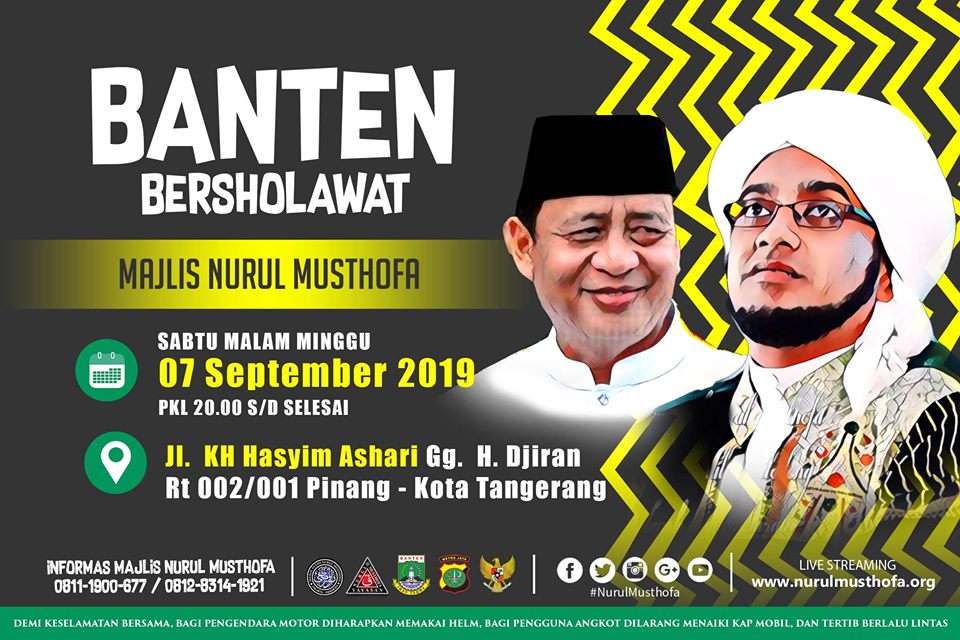 BANTEN
BERSHOLAWAT
MAJLIS NURUL MUSTHOFA
SABTU MALAM MINGGU
07 September 2019
PKL 20.00 S/D SELESAI
Jl. KH Hasyim Ashari Gg. H. Djiran
Rt 002/001 Pinang - Kota Tangerang
INFORMAS MAJLIS NURUL MUSTHOFA
0811-1900-677 / 0812-8314-1921
YAYASAN
BANTEN
METRO JAYA
#NurulMusthofa
LIVE STREAMING
www.nurulmusthofa.org
DEMI KESELAMATAN BERSAMA, BAGI PENGENDARA MOTOR DIHARAPKAN MEMAKAI HELM, BAGI PENGGUNA ANGKOT DILARANG MENAIKI KAP MOBIL, DAN TERTIB BERLALU LINTAS